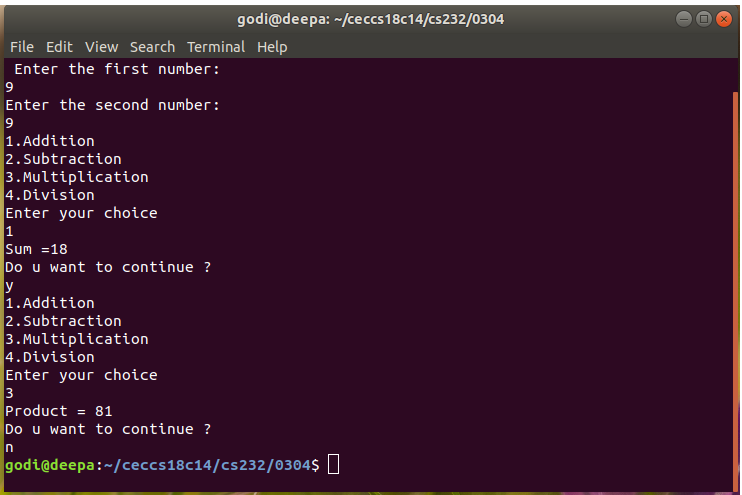 godi@deepa: ~/ceccs18c14/cs232/0304
File Edit View Search Terminal Help
Enter the first number:
9
Enter the second number:
9
1.Addition
2.Subtraction
3.Multiplication
4.Division
Enter your choice
1
Sum =18
Do u want to continue ?
y
1.Addition
2.Subtraction
3.Multiplication
4.Division
Enter your choice
3
Product = 81
Do u want to continue ?
n
godi@deepa:~/ceccs18c14/cs232/0304$